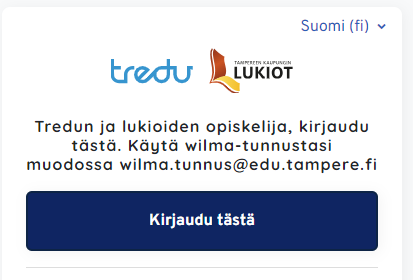 Suomi (fi)
tredu
TAMPEREEN KAUPUNGIN
LUKIOT
Tredun ja lukioiden opiskelija, kirjaudu
tästä. Käytä wilma-tunnustasi
muodossa wilma.tunnus@edu.tampere.fi
Kirjaudu tästä